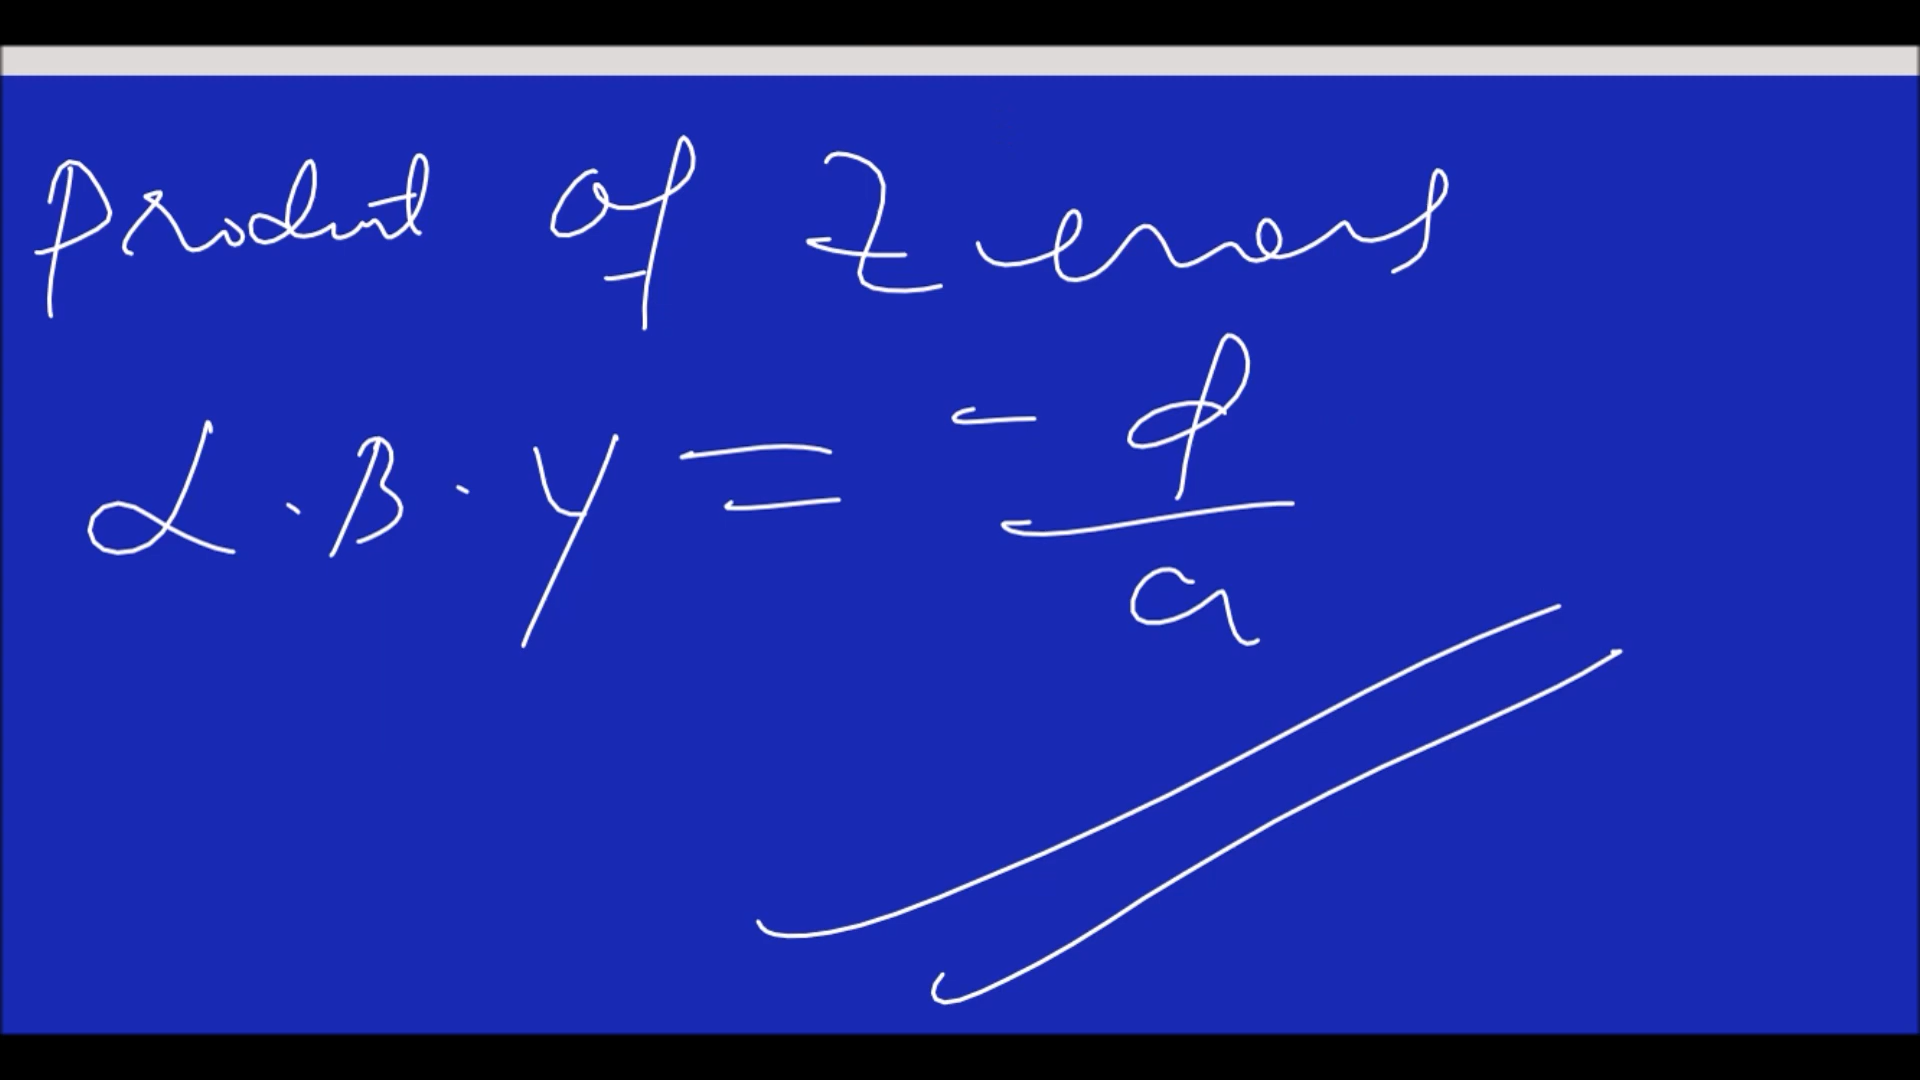 Product of Zeroes
α · β · γ = -d/a